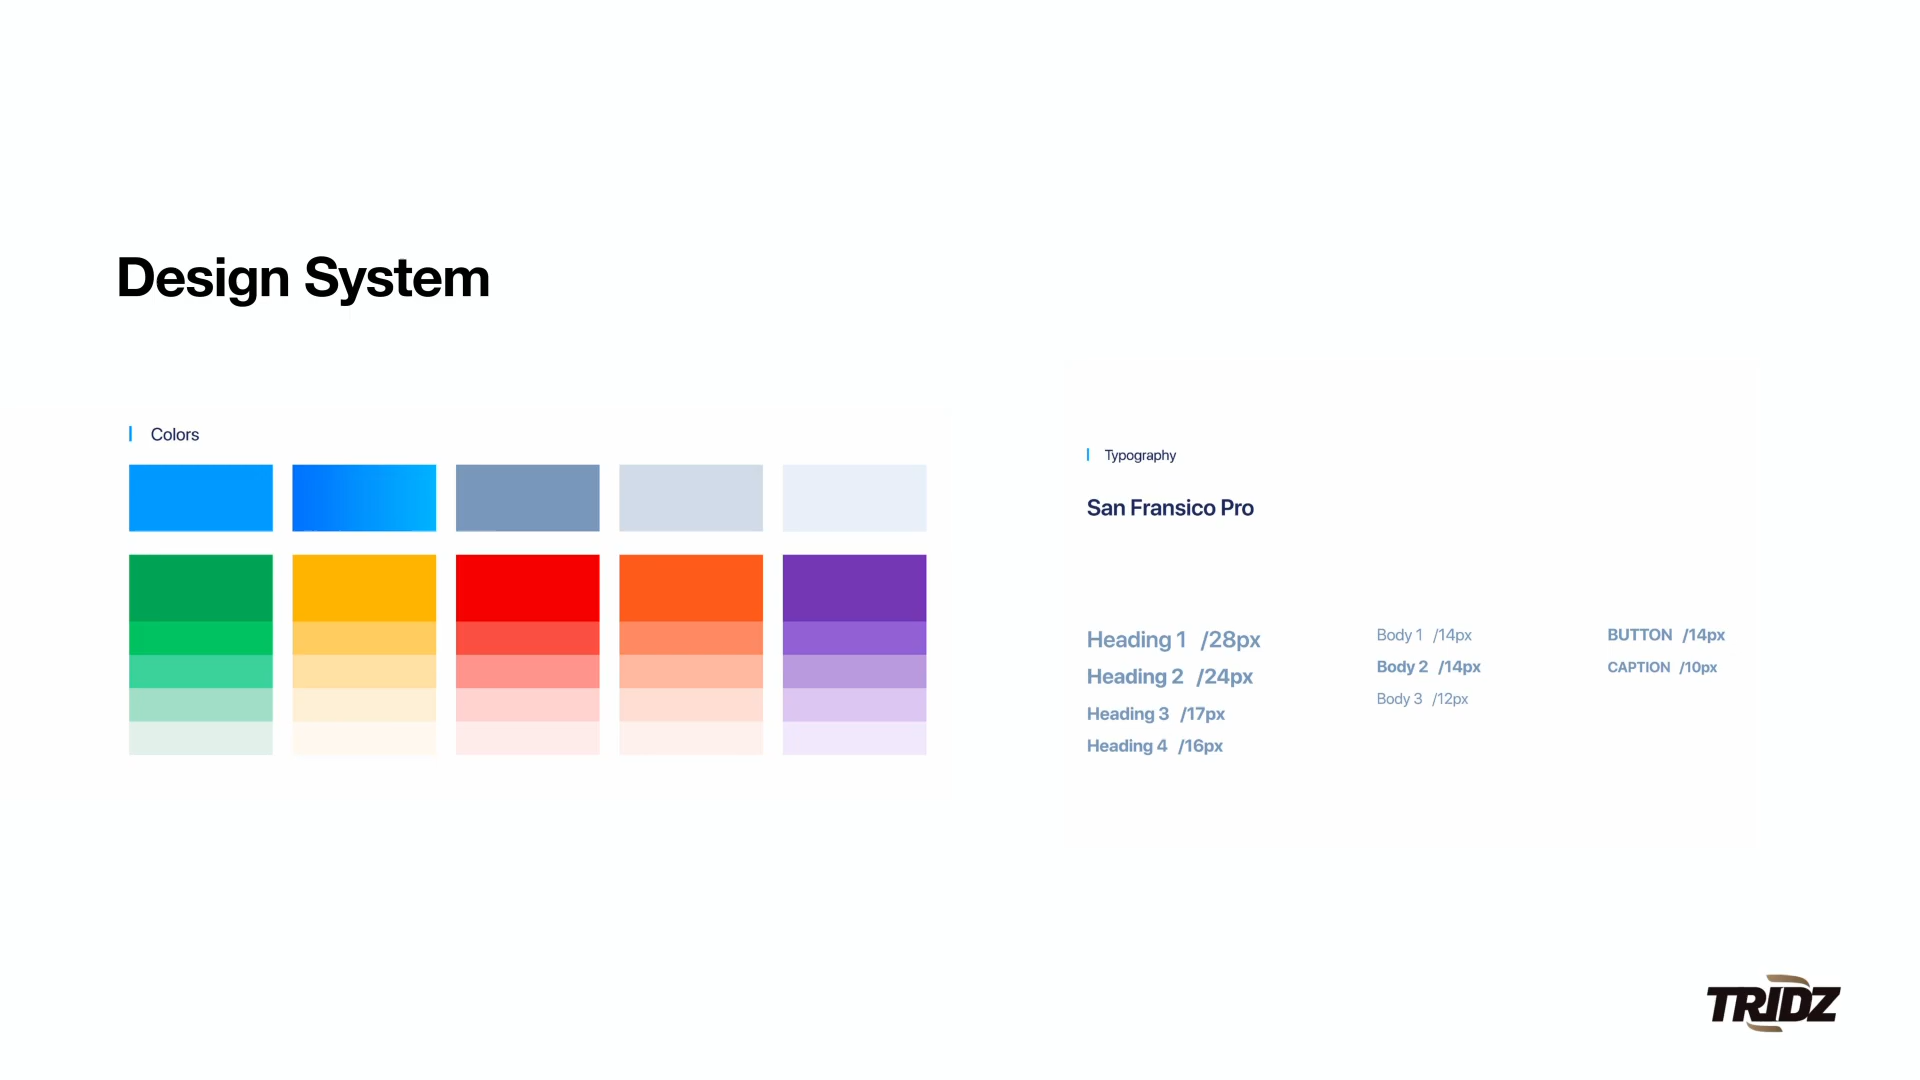 Design System
Colors
Typography
San Fransico Pro
Heading 1 /28px
Heading 2 /24px
Heading 3 /17px
Heading 4 /16px
Body 1 /14px
Body 2 /14px
Body 3 /12px
BUTTON /14px
CAPTION /10px
TRIDZ